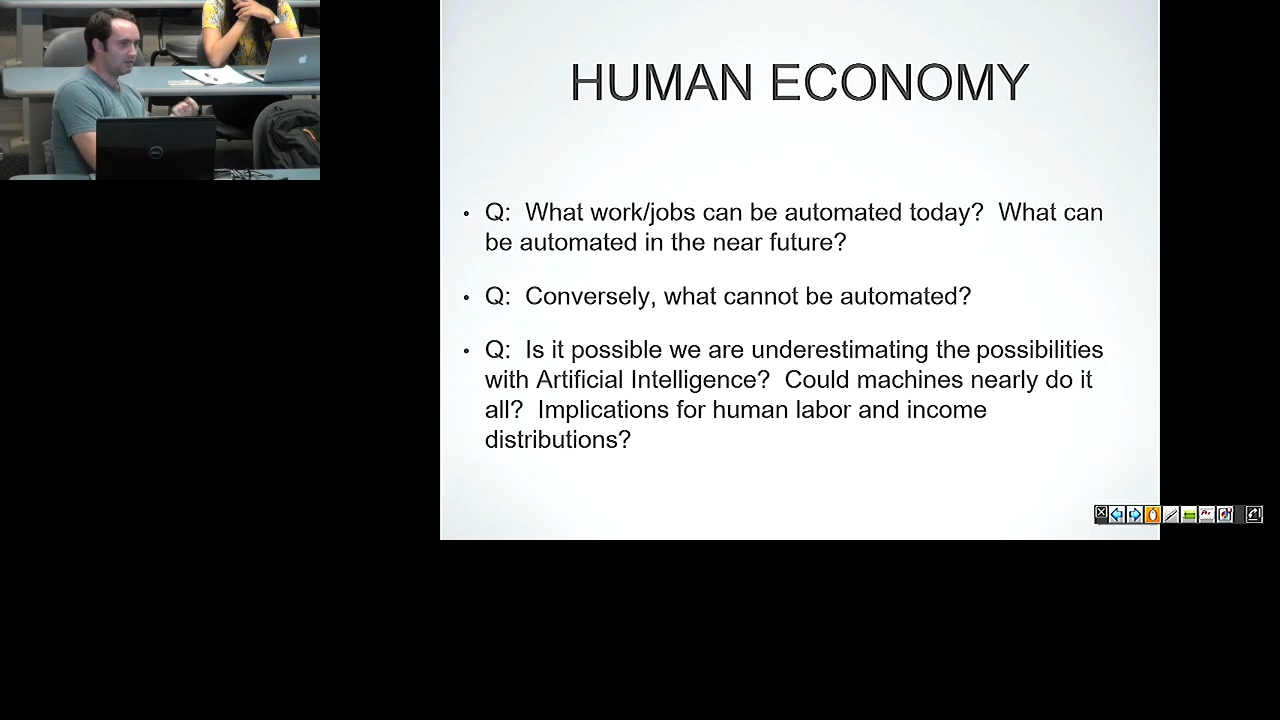 HUMAN ECONOMY
• Q: What work/jobs can be automated today? What can
be automated in the near future?
• Q: Conversely, what cannot be automated?
• Q: Is it possible we are underestimating the possibilities
with Artificial Intelligence? Could machines nearly do it
all? Implications for human labor and income
distributions?